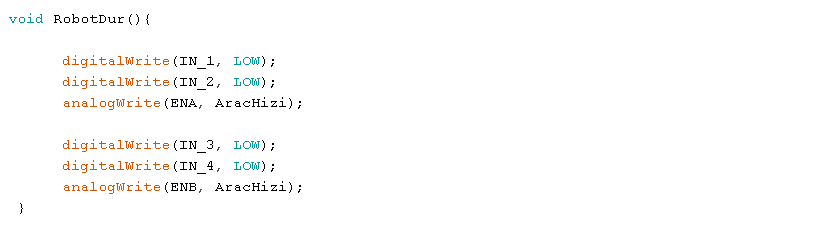 void RobotDur(){
digitalWrite(IN_1, LOW);
digitalWrite(IN_2, LOW);
analogWrite(ENA, AracHizi);
digitalWrite(IN_3, LOW);
digitalWrite(IN_4, LOW);
analogWrite(ENB, AracHizi);
}